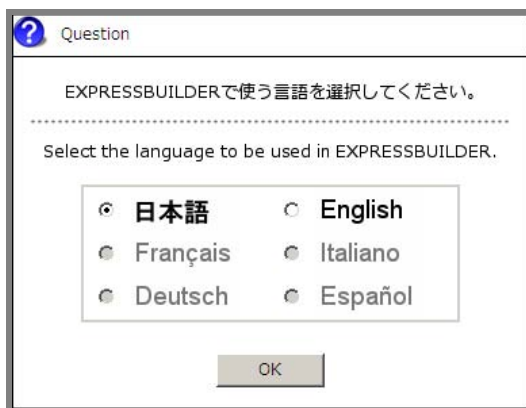 Question
EXPRESSBUILDERで使う言語を選択してください。
Select the language to be used in EXPRESSBUILDER.
日本語 English
Français Italiano
Deutsch Español
OK